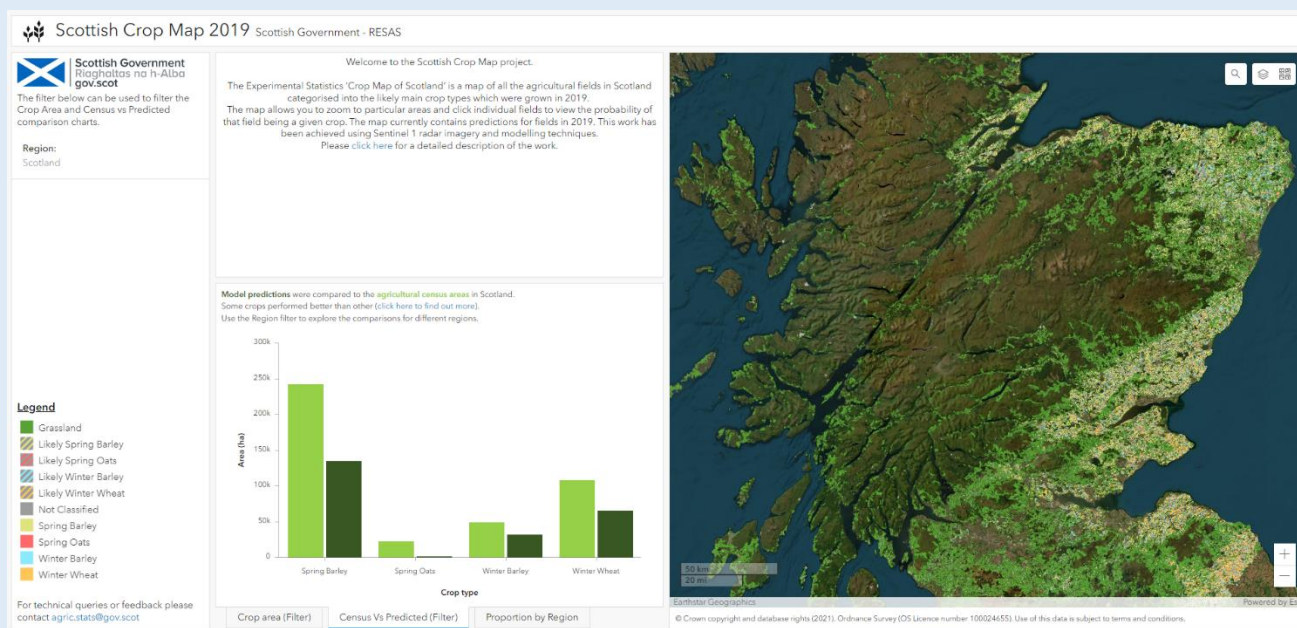 Scottish Crop Map 2019 Scottish Government - RESAS
Scottish Government
Riaghaltas na h-Alba
gov.scot
The filter below can be used to filter the
Crop Area and Census vs Predicted
comparison charts.
Region:
Scotland
Legend
Grassland
Likely Spring Barley
Likely Spring Oats
Likely Winter Barley
Likely Winter Wheat
Not Classified
Spring Barley
Spring Oats
Winter Barley
Winter Wheat
For technical queries or feedback please
contact agric.stats@gov.scot
Welcome to the Scottish Crop Map project.
The Experimental Statistics 'Crop Map of Scotland' is a map of all the agricultural fields in Scotland
categorised into the likely main crop types which were grown in 2019.
The map allows you to zoom to particular areas and click individual fields to view the probability of
that field being a given crop. The map currently contains predictions for fields in 2019. This work has
been achieved using Sentinel 1 radar imagery and modelling techniques.
Please click here for a detailed description of the work.
Model predictions were compared to the agricultural census areas in Scotland.
Some crops performed better than other (click here to find out more).
Use the Region filter to explore the comparisons for different regions.
300k
250k
200k
150k
100k
50k
0
Area (ha)
Spring Barley
Spring Oats
Winter Barley
Winter Wheat
Crop type
Crop area (Filter)
Census Vs Predicted (Filter)
Proportion by Region
50 km
20 mi
Earthstar Geographics
Powered by Es
© Crown copyright and database rights (2021). Ordnance Survey (OS Licence number 100024655). Use of this data is subject to terms and conditions.